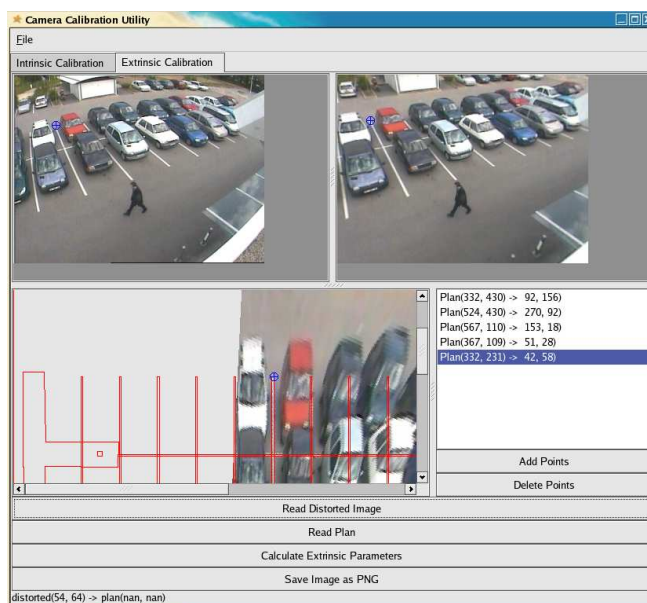 Camera Calibration Utility
File
Intrinsic Calibration
Extrinsic Calibration
Plan(332, 430) -> 92, 156)
Plan(524, 430) -> 270, 92)
Plan(567, 110) -> 153, 18)
Plan(367, 109) -> 51, 28)
Plan(332, 231) -> 42, 58)
Add Points
Delete Points
Read Distorted Image
Read Plan
Calculate Extrinsic Parameters
Save Image as PNG
distorted(54, 64) -> plan(nan, nan)